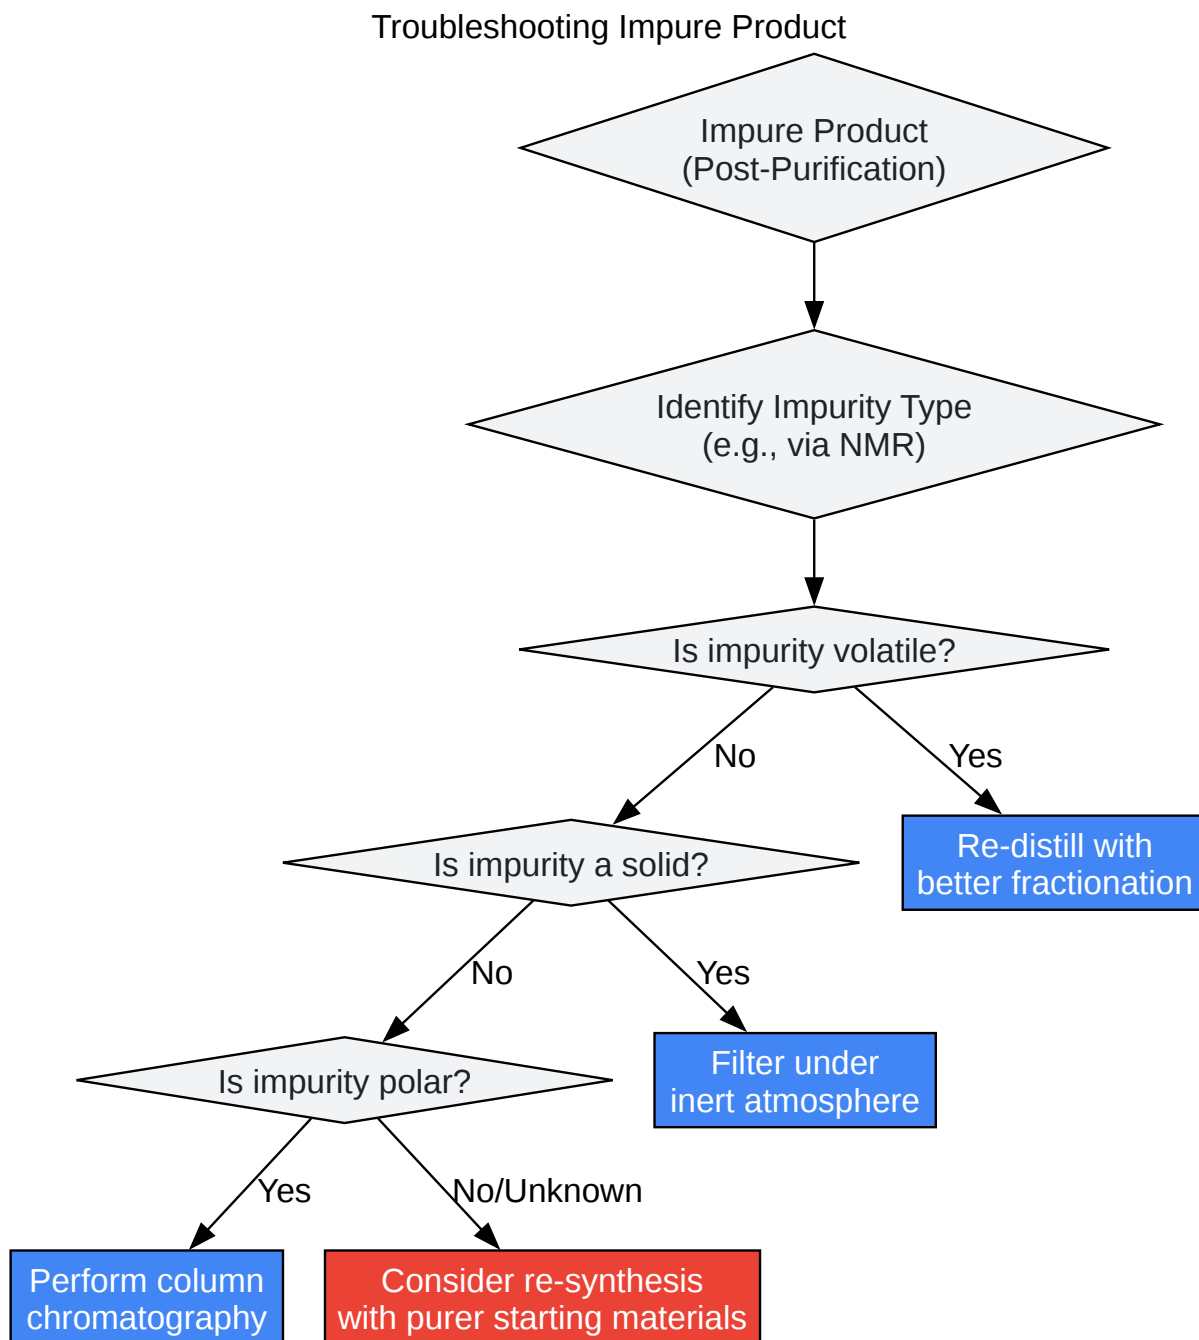 Troubleshooting Impure Product
Impure Product
(Post-Purification)
Identify Impurity Type
(e.g., via NMR)
Is impurity volatile?
No
Yes
Is impurity a solid?
Re-distill with
better fractionation
No
Yes
Is impurity polar?
Filter under
inert atmosphere
Yes
No/Unknown
Perform column
chromatography
Consider re-synthesis
with purer starting materials